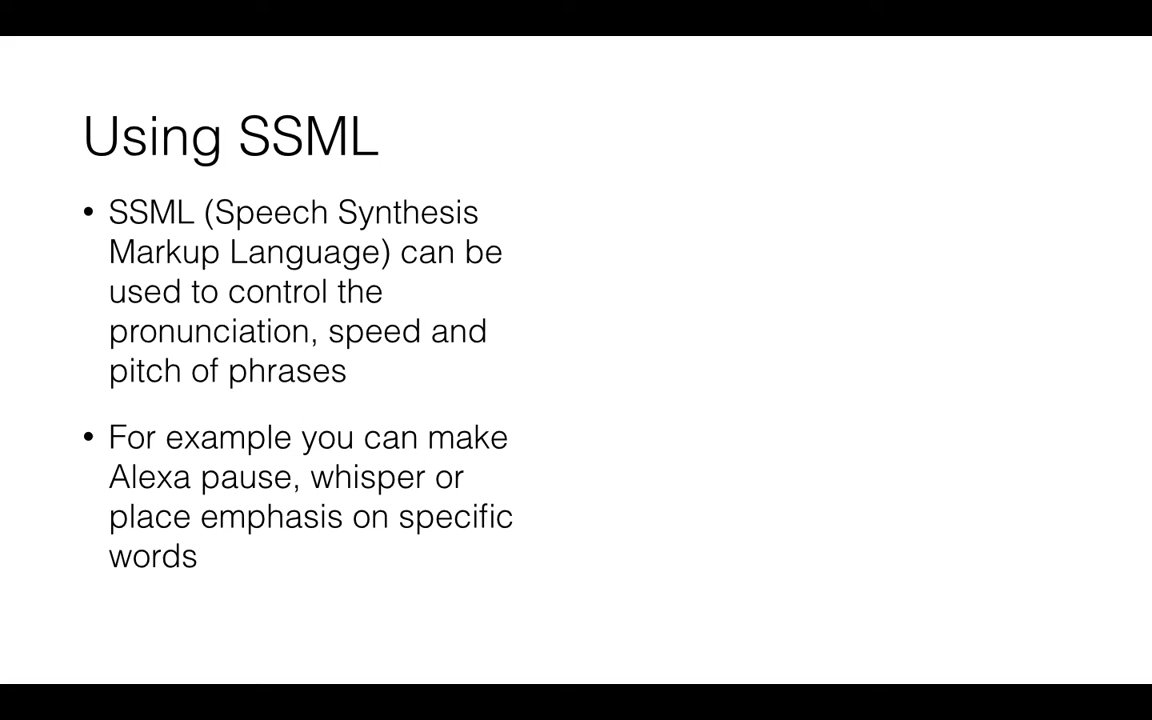 Using SSML
• SSML (Speech Synthesis
Markup Language) can be
used to control the
pronunciation, speed and
pitch of phrases
• For example you can make
Alexa pause, whisper or
place emphasis on specific
words